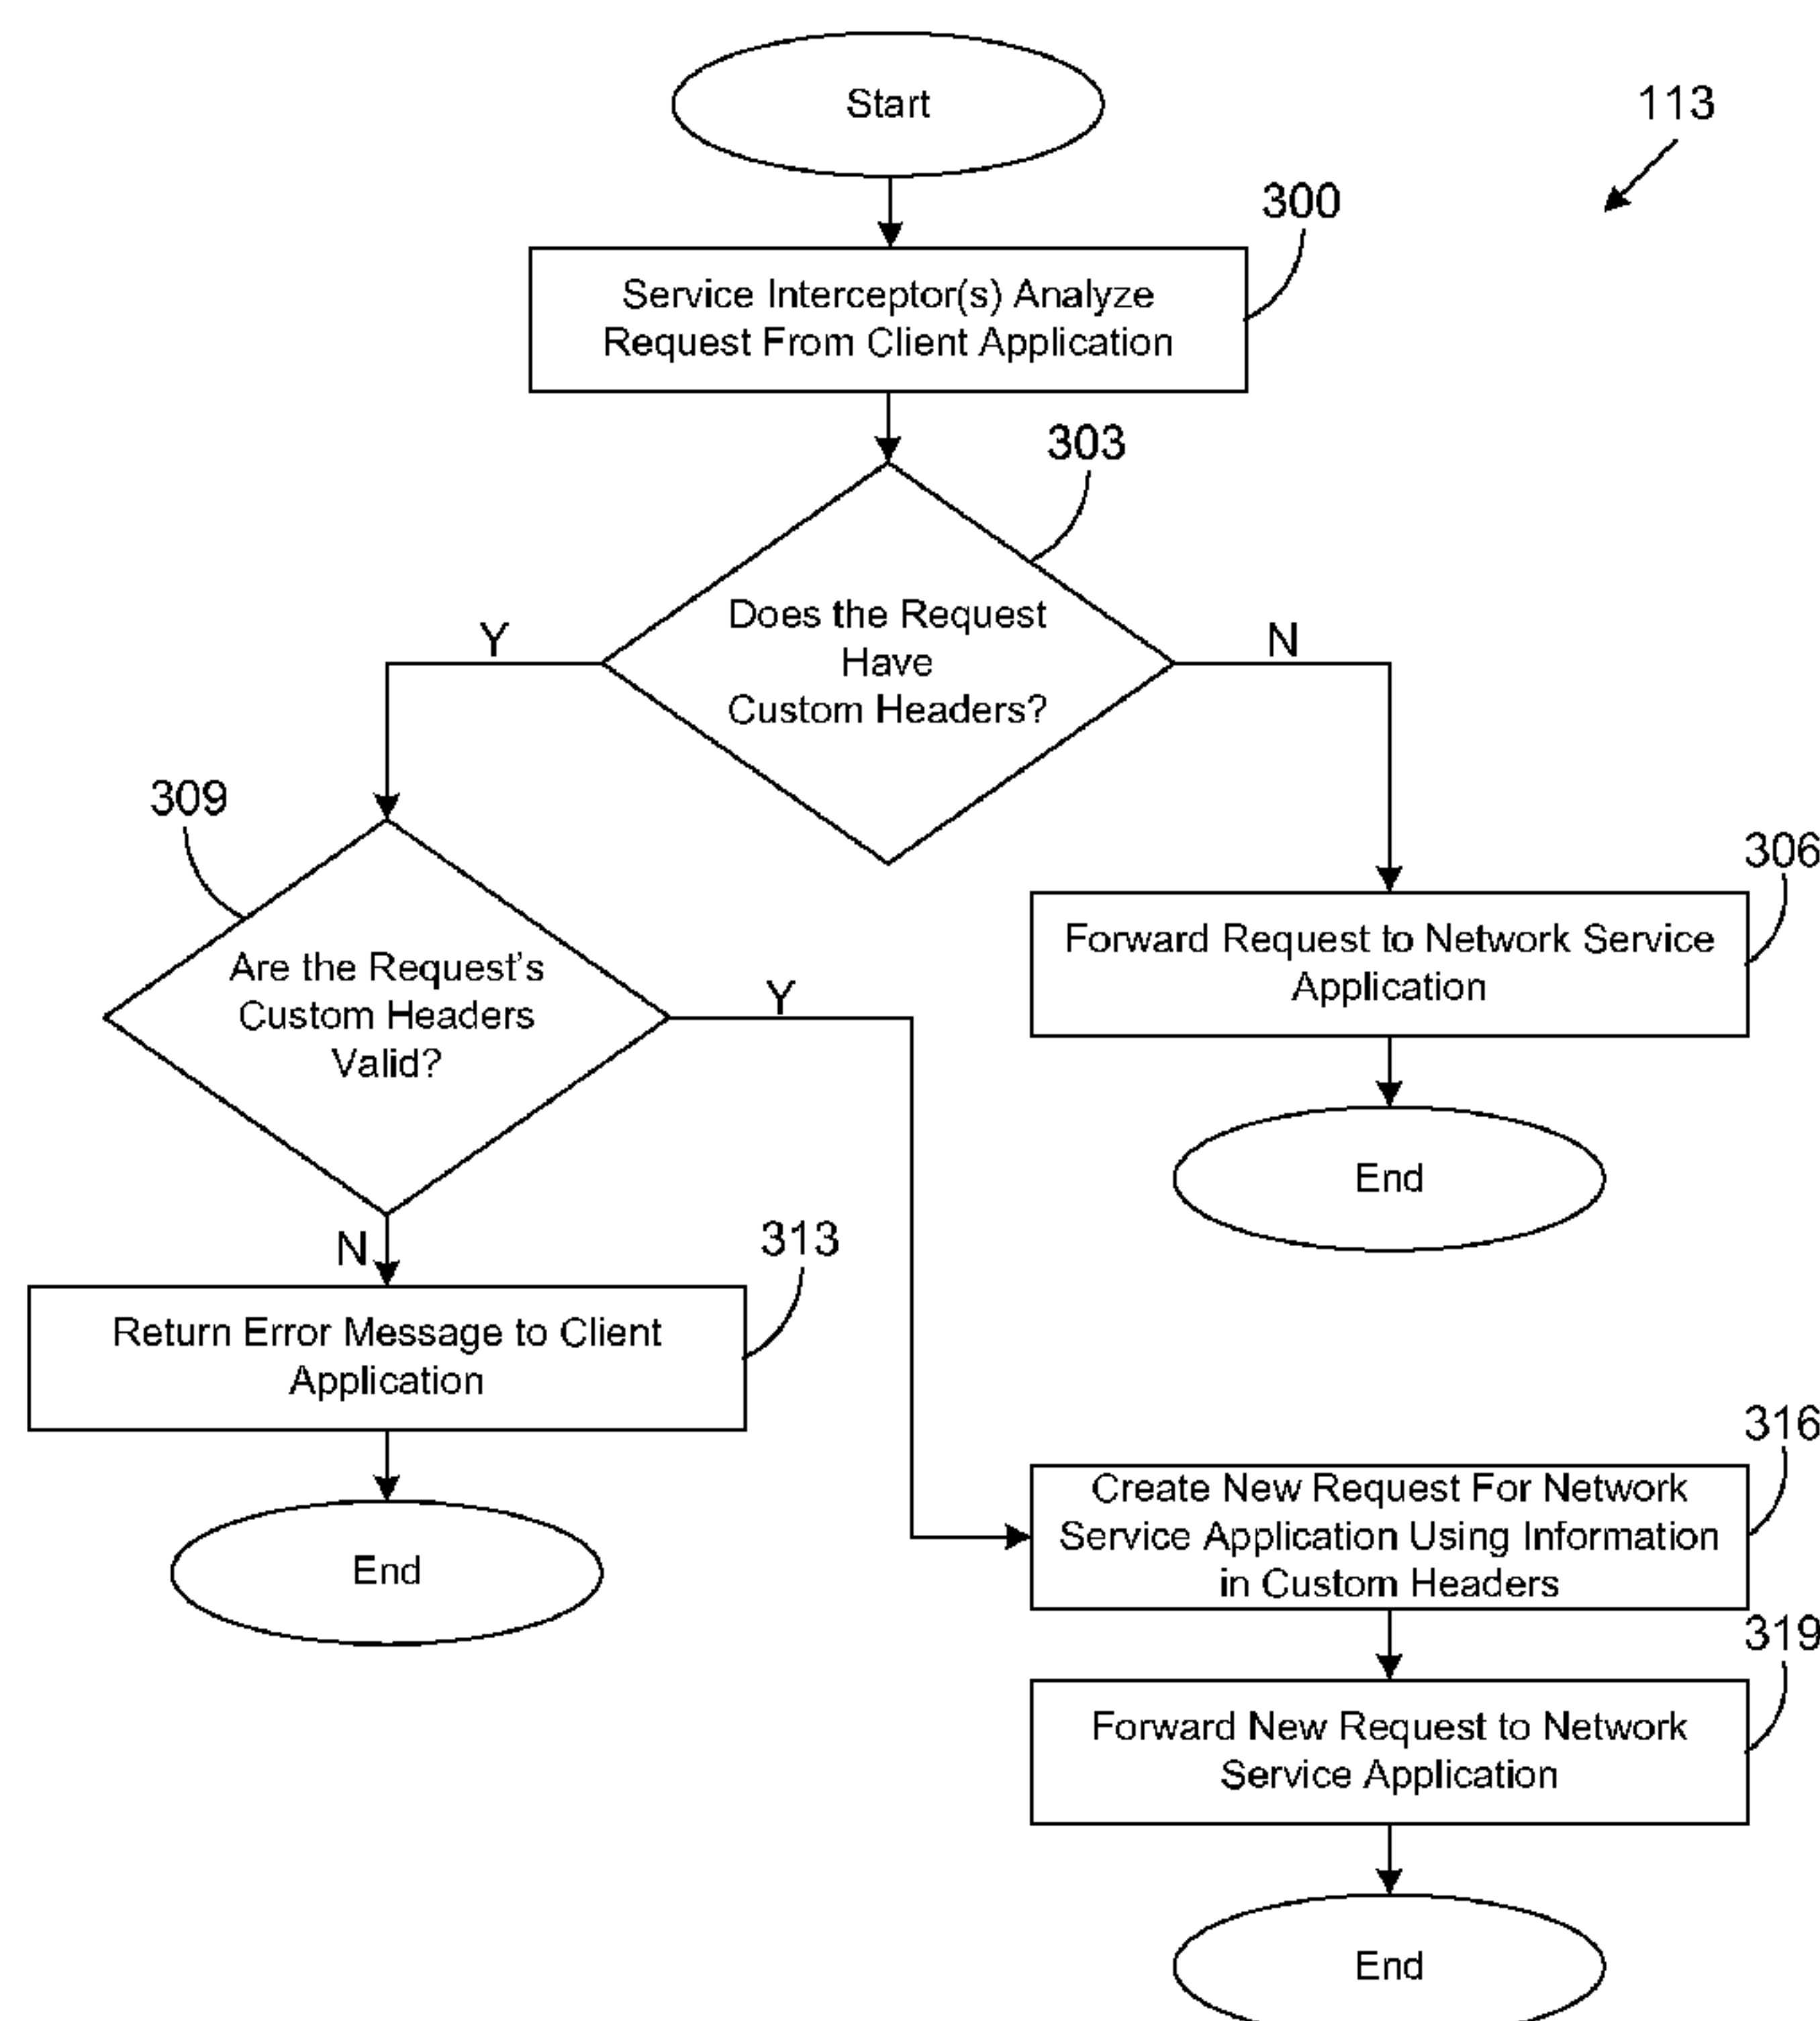 Start
113
300
Service Interceptor(s) Analyze
Request From Client Application
303
Does the Request
Have
Custom Headers?
Y
N
309
Are the Request's
Custom Headers
Valid?
Y
N
306
Forward Request to Network Service
Application
End
313
Return Error Message to Client
Application
End
316
Create New Request For Network
Service Application Using Information
in Custom Headers
319
Forward New Request to Network
Service Application
End